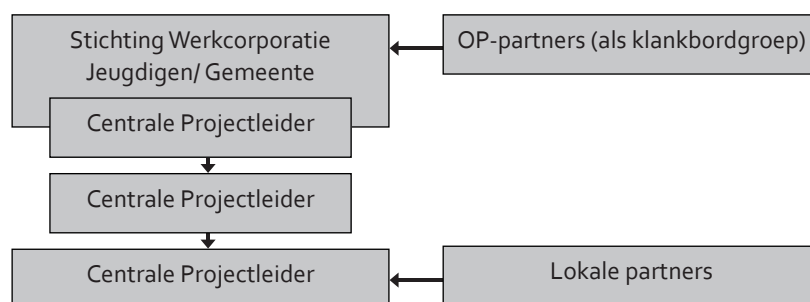 Stichting Werkcorporatie
Jeugdigen/ Gemeente
OP-partners (als klankbordgroep)
Centrale Projectleider
Centrale Projectleider
Centrale Projectleider
Lokale partners